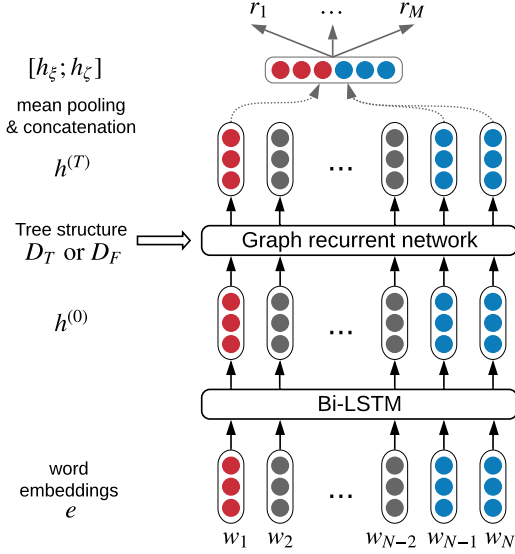 r₁ ... r_M
[h_ξ; h_ζ]
mean pooling
& concatenation
h^(T)
...
Tree structure
D_T or D_F
Graph recurrent network
h^(0)
...
Bi-LSTM
word
embeddings
e
...
w₁ w₂ w_{N−2} w_{N−1} w_N